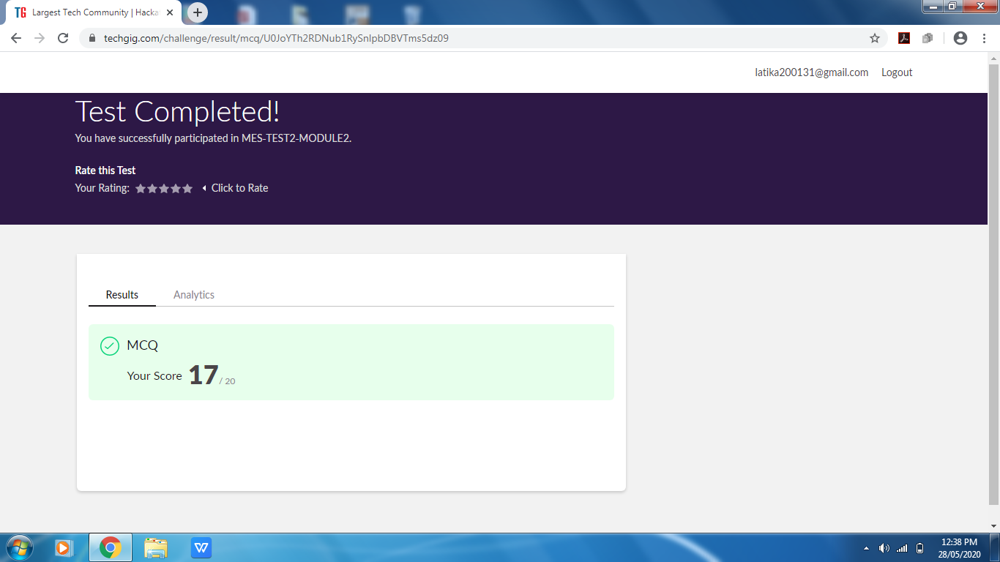 TG Largest Tech Community | Hacka
techgig.com/challenge/result/mcq/U0JoYTh2RDNub1RySnlpbDBVTms5dz09
latika200131@gmail.com Logout
Test Completed!
You have successfully participated in MES-TEST2-MODULE2.
Rate this Test
Your Rating: Click to Rate
Results Analytics
MCQ
Your Score 17 / 20
W
12:38 PM
28/05/2020